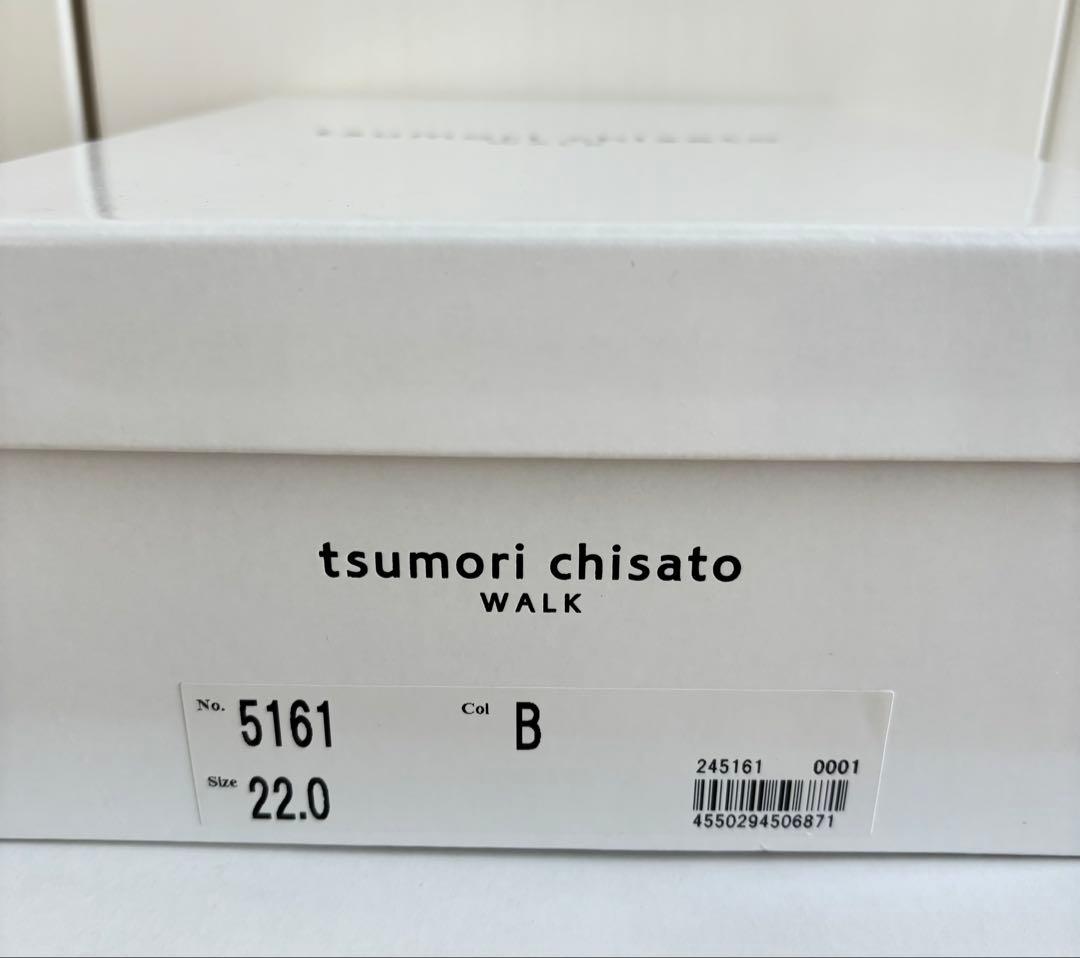 tsumori chisato
WALK
No. 5161 Col B
Size 22.0
245161 0001
4550294506871